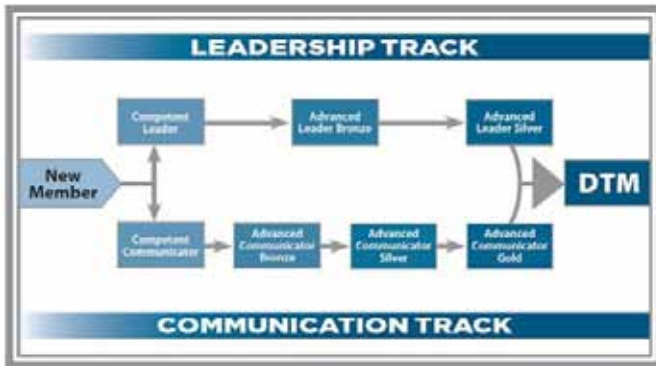 LEADERSHIP TRACK
Competent
Leader
Advanced
Leader Bronze
Advanced
Leader Silver
New
Member
DTM
Competent
Communicator
Advanced
Communicator
Bronze
Advanced
Communicator
Silver
Advanced
Communicator
Gold
COMMUNICATION TRACK